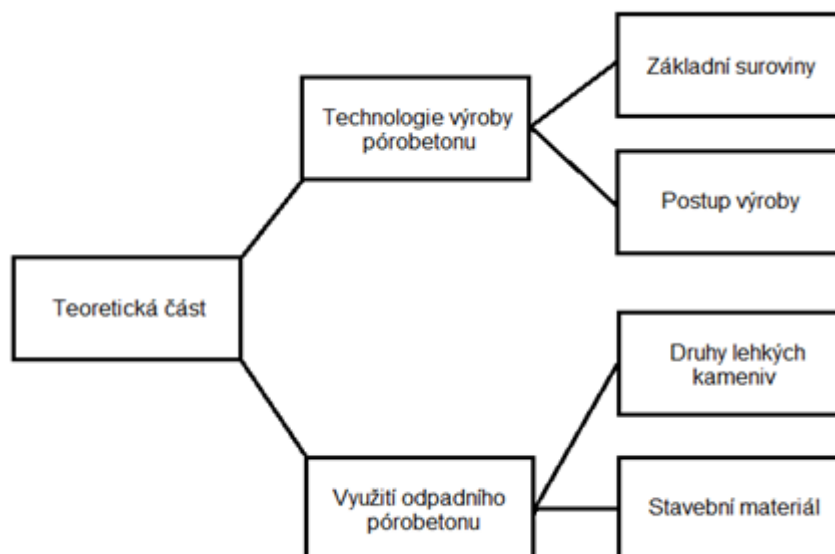 Základní suroviny
Technologie výroby
pórobetonu
Postup výroby
Teoretická část
Druhy lehkých
kameniv
Využití odpadního
pórobetonu
Stavební materiál